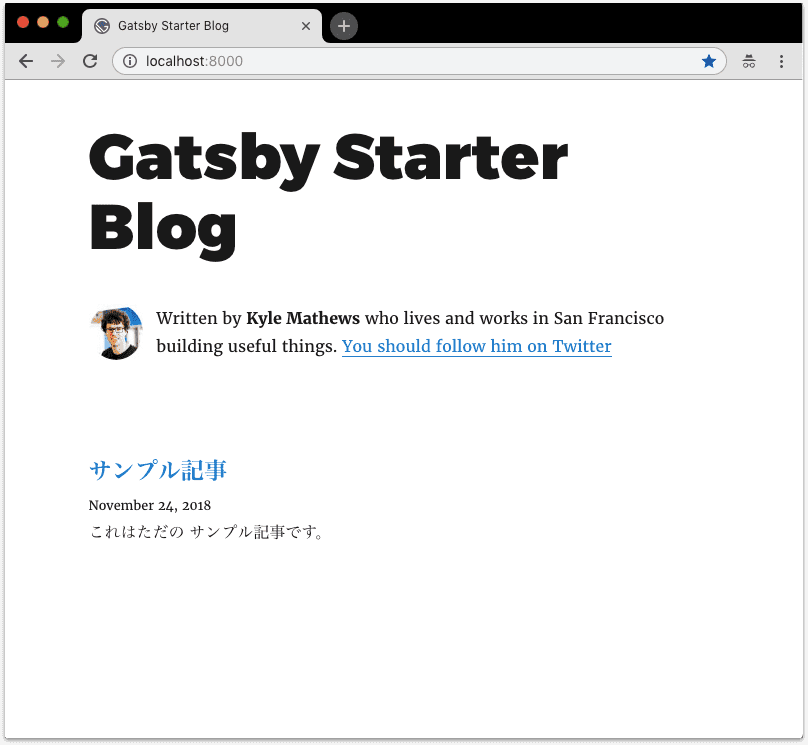 Gatsby Starter Blog
localhost:8000
Gatsby Starter
Blog
Written by Kyle Mathews who lives and works in San Francisco
building useful things. You should follow him on Twitter
サンプル記事
November 24, 2018
これはただの サンプル記事です。